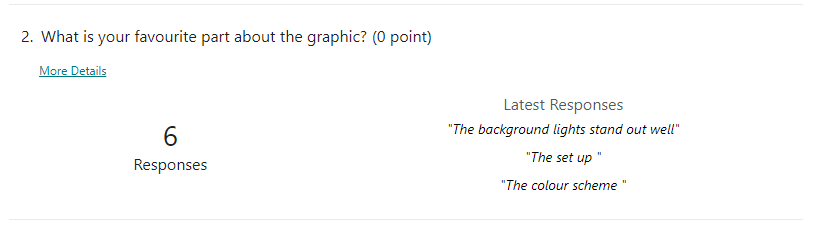 2. What is your favourite part about the graphic? (0 point)
More Details
6
Responses
Latest Responses
"The background lights stand out well"
"The set up "
"The colour scheme "